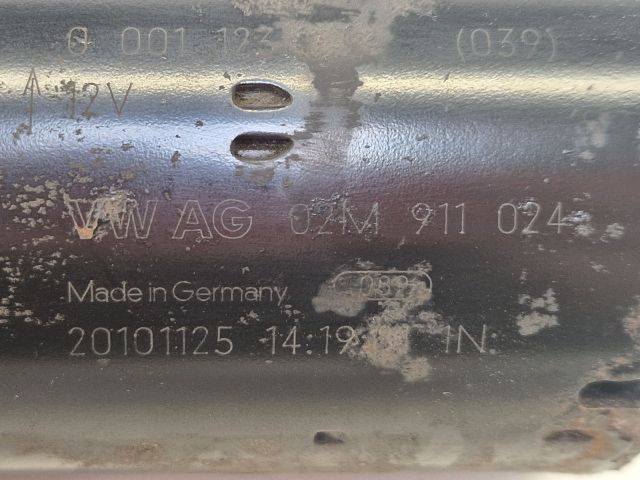 0 001 123 (039)
12V
VW AG 02M 911 024
Made in Germany
20101125 14:19 IN.